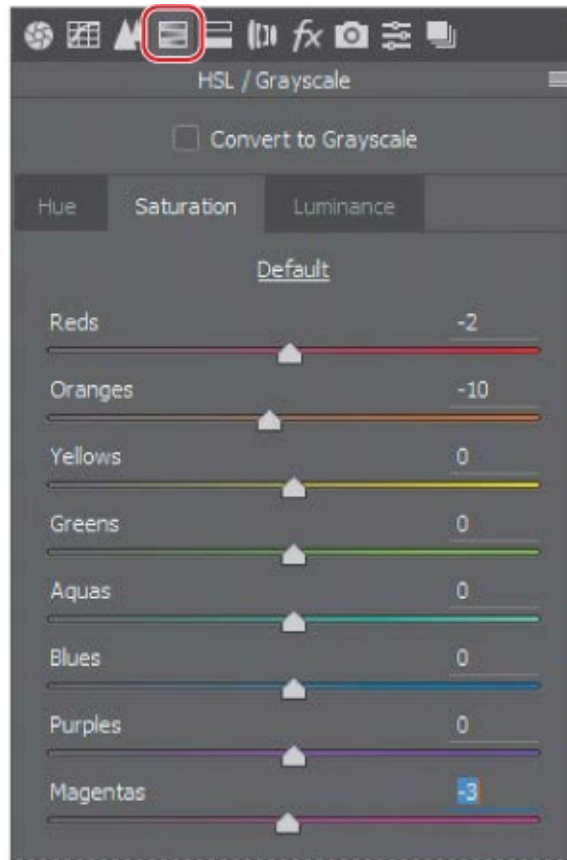 fx
HSL / Grayscale
Convert to Grayscale
Hue Saturation Luminance
Default
Reds -2
Oranges -10
Yellows 0
Greens 0
Aquas 0
Blues 0
Purples 0
Magentas -3